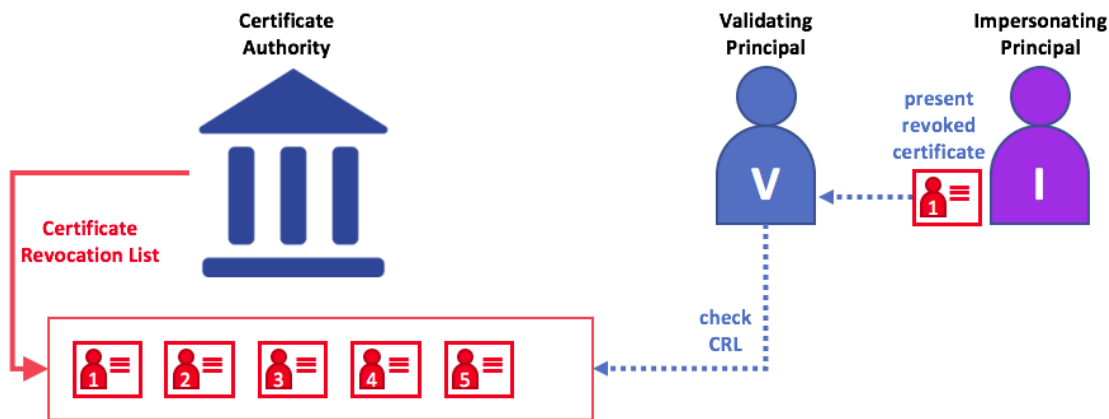 Certificate
Authority
Validating
Principal
Impersonating
Principal
present
revoked
certificate
V
1
I
Certificate
Revocation List
check
CRL
1
2
3
4
5